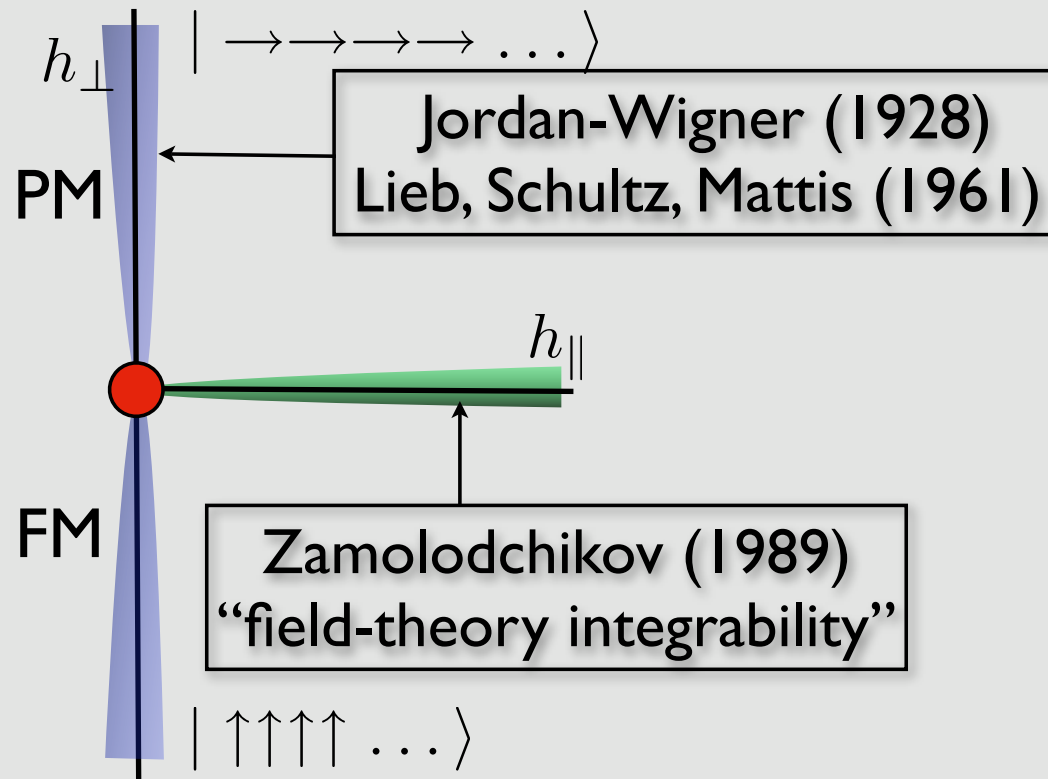 h⊥
| →→→→ ...⟩
Jordan-Wigner (1928)
Lieb, Schultz, Mattis (1961)
PM
h∥
FM
Zamolodchikov (1989)
“field-theory integrability”
| ↑↑↑↑ ...⟩